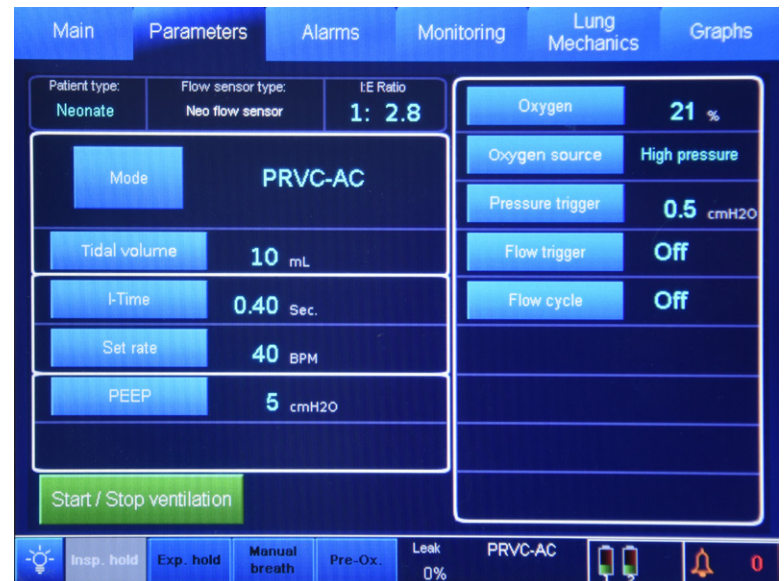 Main Parameters Alarms Monitoring Lung Mechanics Graphs
Patient type: Flow sensor type: I:E Ratio
Neonate Neo flow sensor 1: 2.8
Mode PRVC-AC
Tidal volume 10 mL
I-Time 0.40 Sec.
Set rate 40 BPM
PEEP 5 cmH2O
Start / Stop ventilation
Oxygen 21 %
Oxygen source High pressure
Pressure trigger 0.5 cmH2O
Flow trigger Off
Flow cycle Off
Insp. hold Exp. hold Manual breath Pre-Ox. Leak 0% PRVC-AC 1 2 0